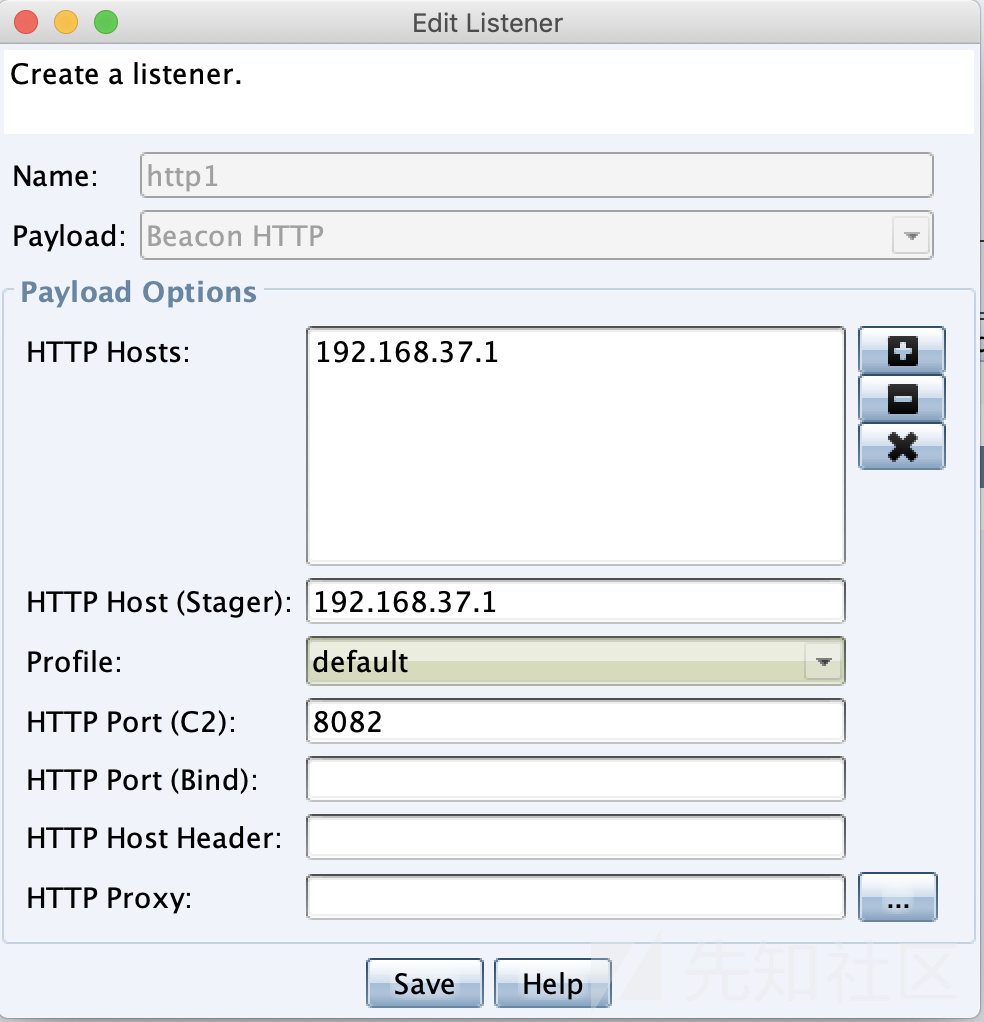 Edit Listener
Create a listener.
Name: http1
Payload: Beacon HTTP
Payload Options
HTTP Hosts: 192.168.37.1
HTTP Host (Stager): 192.168.37.1
Profile: default
HTTP Port (C2): 8082
HTTP Port (Bind):
HTTP Host Header:
HTTP Proxy: ...
Save Help
先知社区